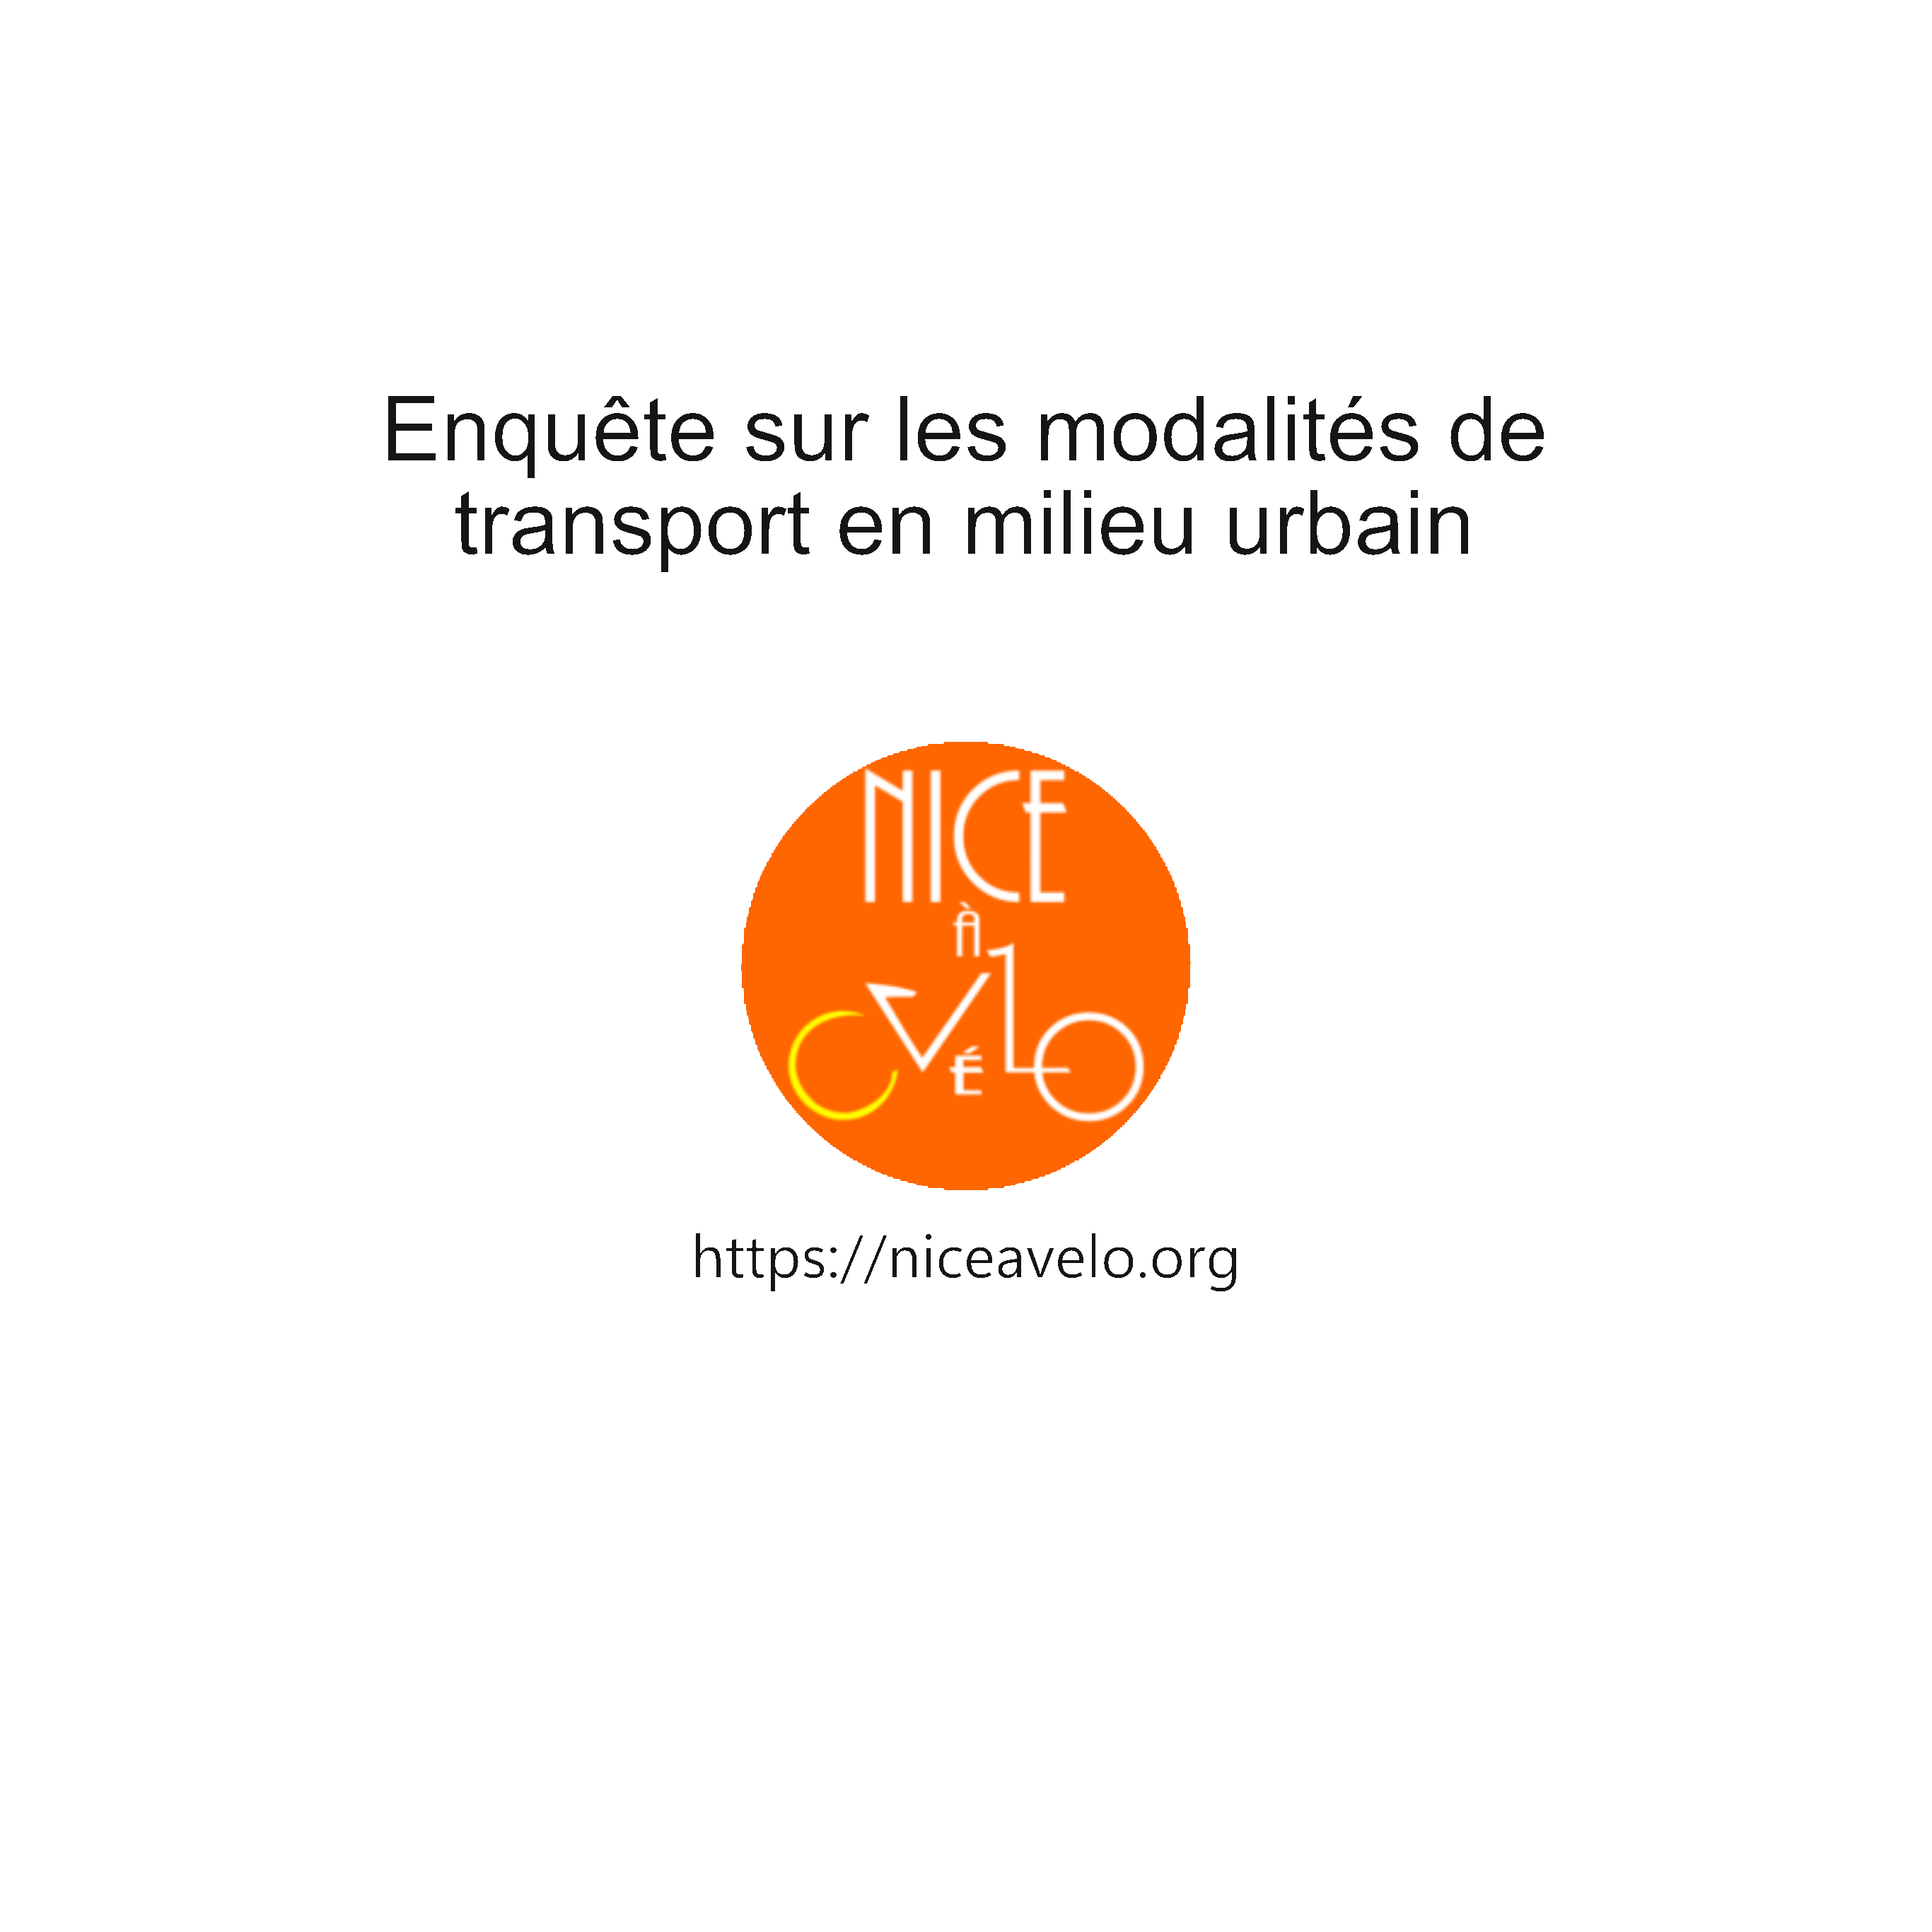 Enquête sur les modalités de
transport en milieu urbain
NICE
À
VÉLO
https://niceavelo.org